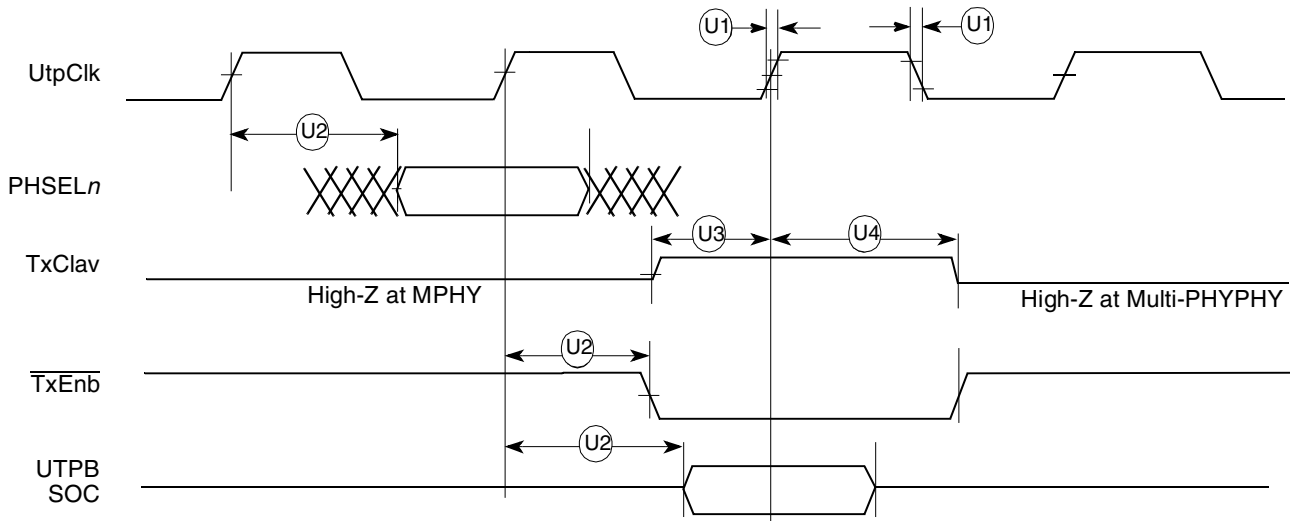 U1
U1
UtpClk
U2
PHSELn
U3
U4
TxClav
High-Z at MPHY
High-Z at Multi-PHYPHY
U2
TxEnb
U2
UTPB
SOC